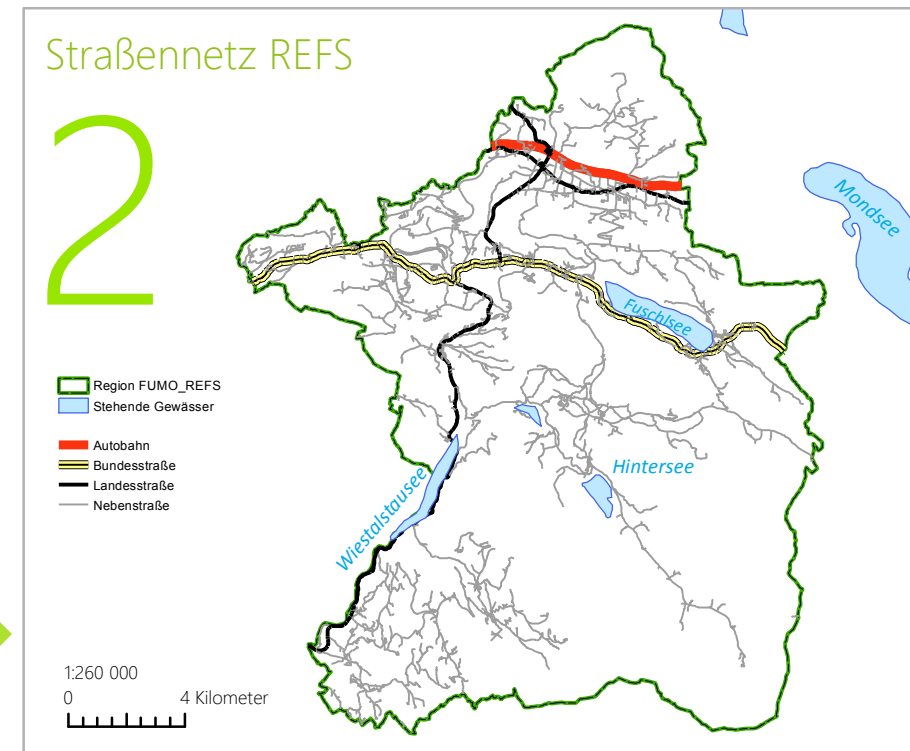 Straßennetz REFS
2
Mondsee
Fuschlsee
Region FUMO_REFS
Stehende Gewässer
Autobahn
Bundesstraße
Landesstraße
Nebenstraße
Hintersee
Wiestalstausee
1:260 000
0 4 Kilometer